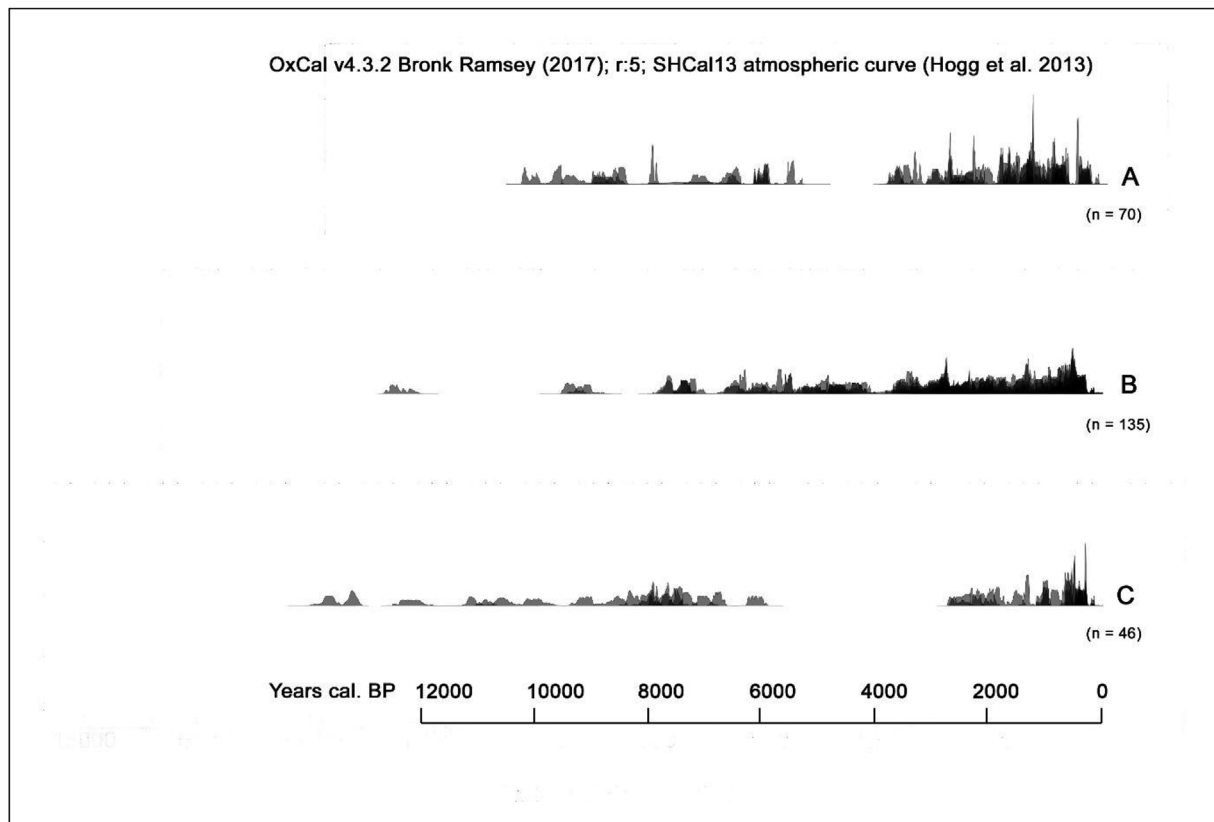 OxCal v4.3.2 Bronk Ramsey (2017); r:5; SHCal13 atmospheric curve (Hogg et al. 2013)
A
(n = 70)
B
(n = 135)
C
(n = 46)
Years cal. BP 12000 10000 8000 6000 4000 2000 0